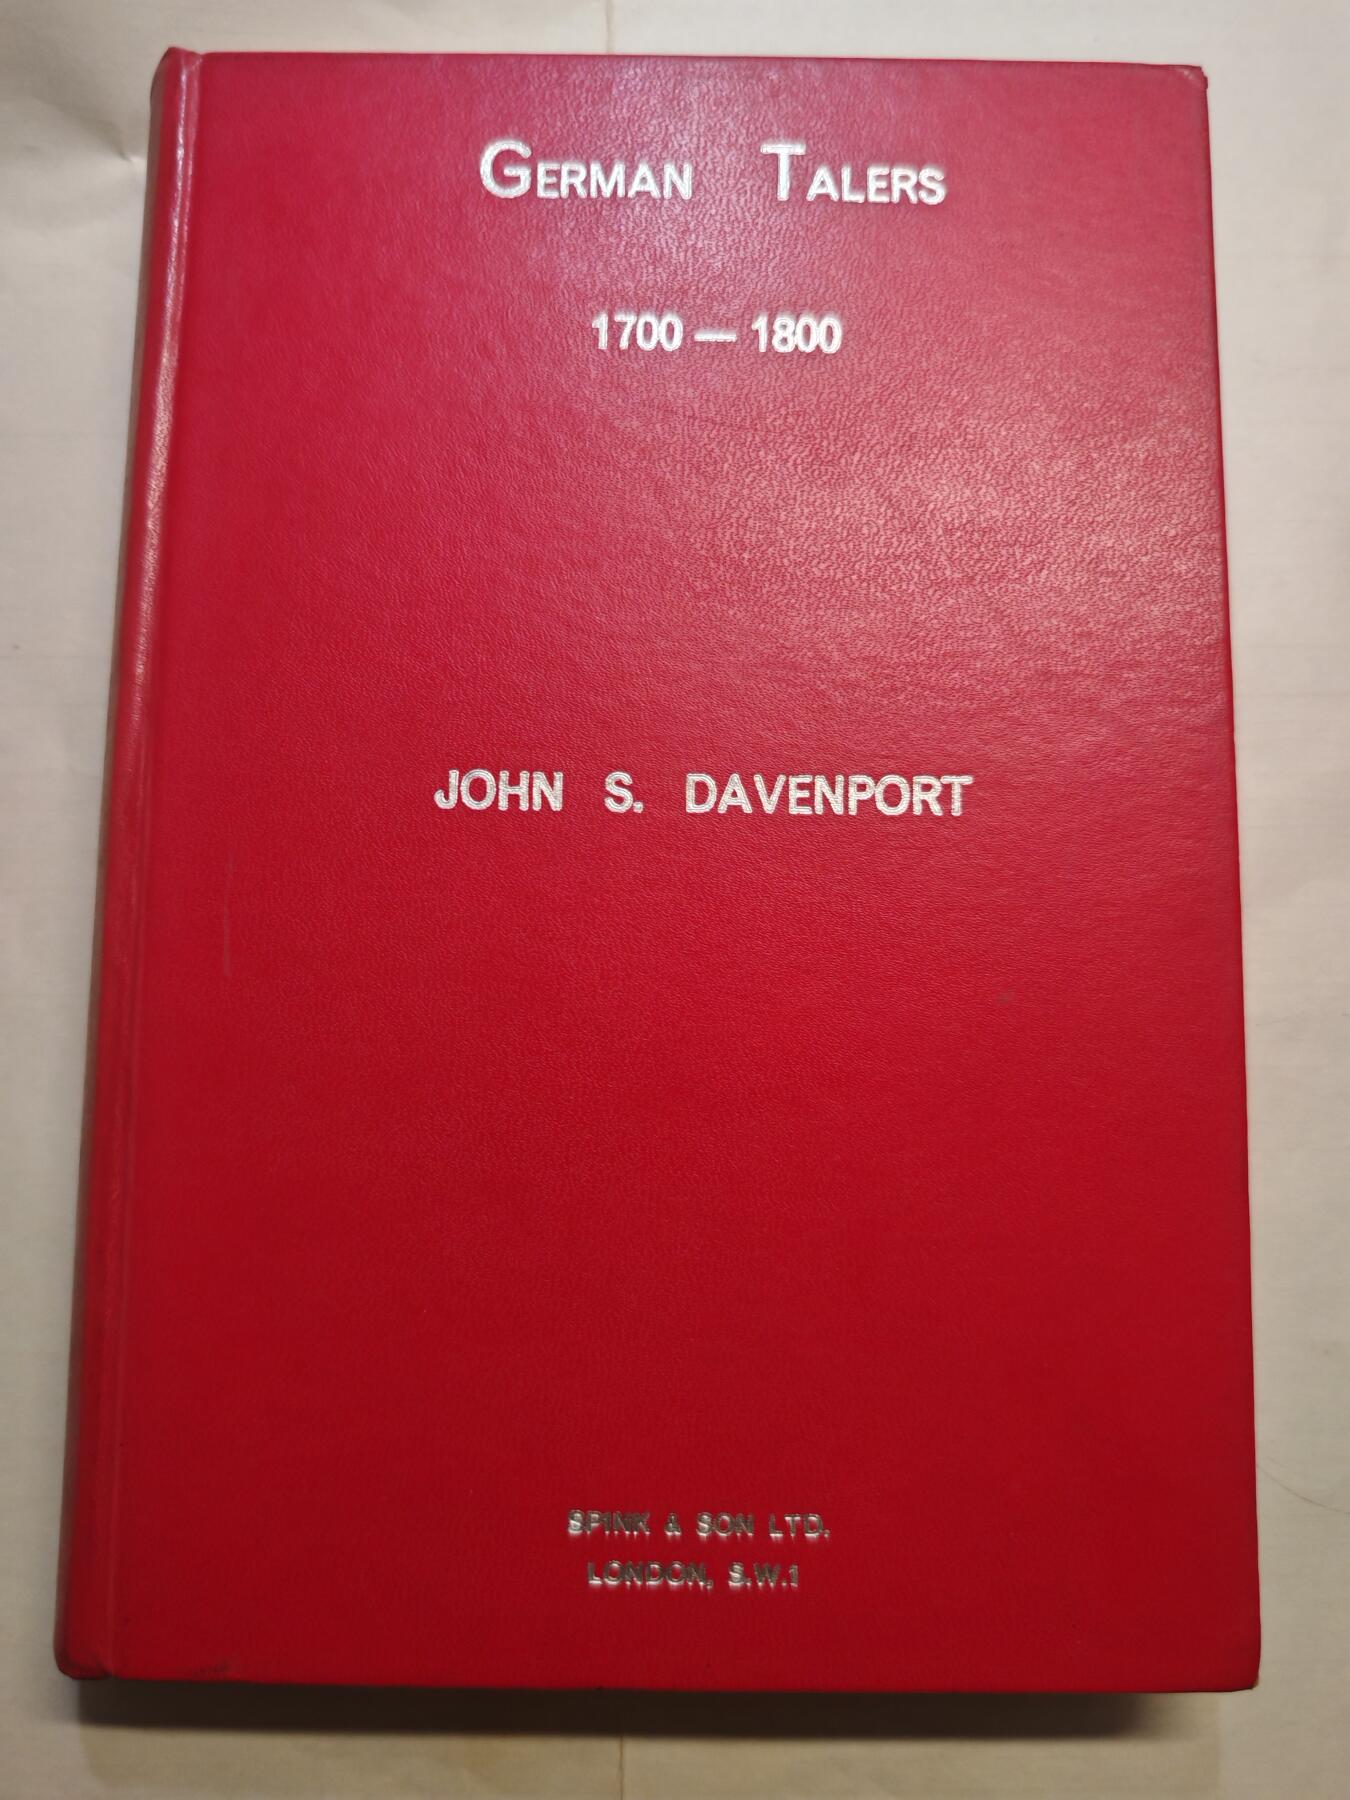 GERMAN TALERS
1700 — 1800
JOHN S. DAVENPORT
SPINK & SON LTD.
LONDON, S.W.1